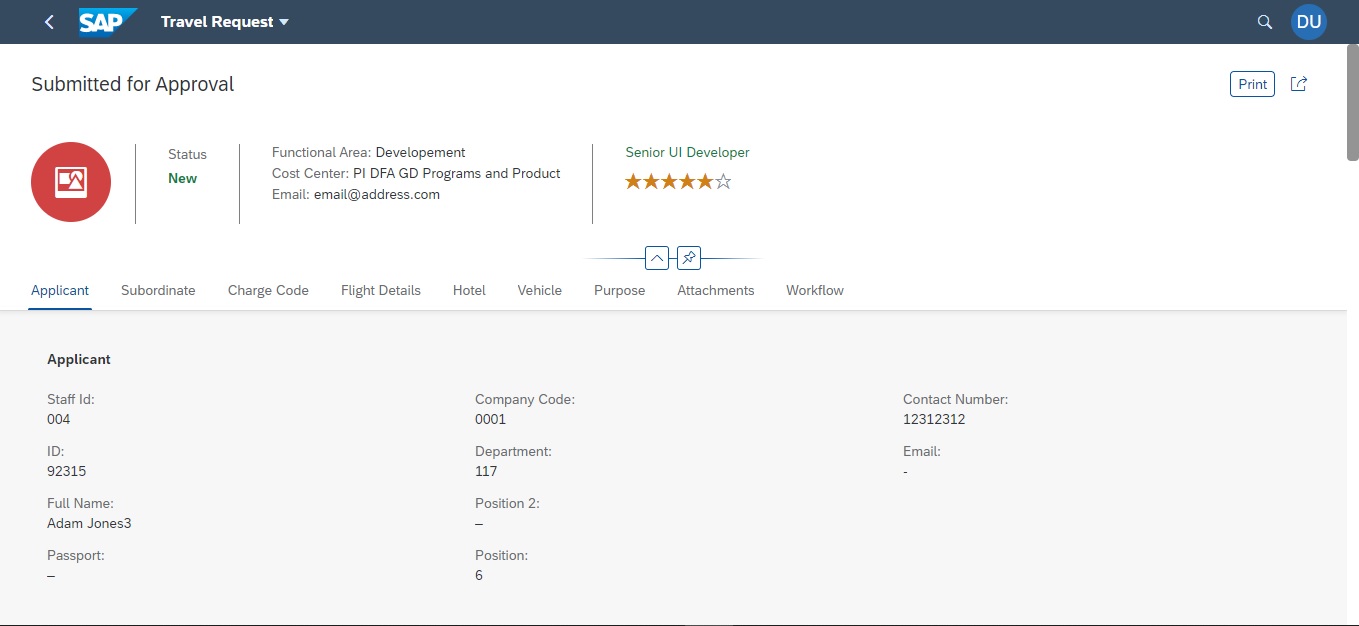 SAP
Travel Request
DU
Submitted for Approval
Print
Status
New
Functional Area: Developement
Cost Center: PI DFA GD Programs and Product
Email: email@address.com
Senior UI Developer
Applicant
Subordinate
Charge Code
Flight Details
Hotel
Vehicle
Purpose
Attachments
Workflow
Applicant
Staff Id:
004
ID:
92315
Full Name:
Adam Jones3
Passport:
–
Company Code:
0001
Department:
117
Position 2:
–
Position:
6
Contact Number:
12312312
Email:
-